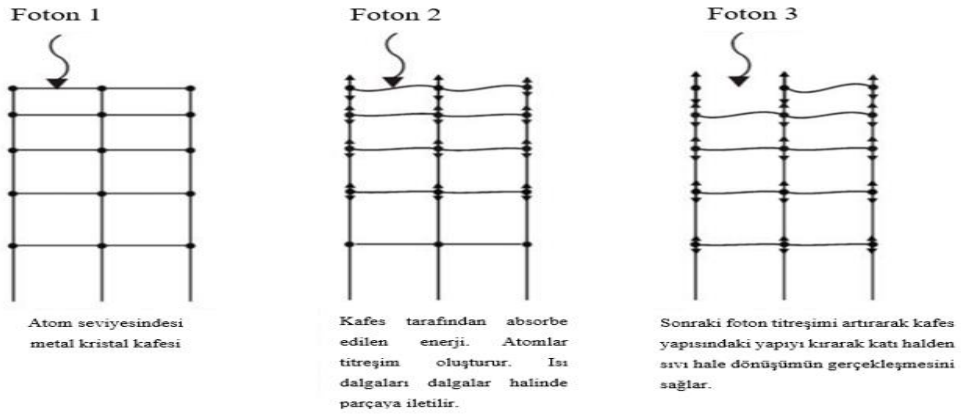 Foton 1
Foton 2
Foton 3
Atom seviyesindesi
metal kristal kafesi
Kafes tarafından absorbe
edilen enerji. Atomlar
titreşim oluşturur. Isı
dalgaları dalgalar halinde
parçaya iletilir.
Sonraki foton titreşimi artırarak kafes
yapısındaki yapıyı kırarak katı halden
sıvı hale dönüşümün gerçekleşmesini
sağlar.